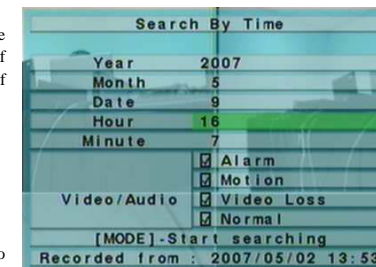 Search By Time
Year 2007
Month 5
Date 9
Hour 16
Minute 7
Alarm
Motion
Video/Audio Video Loss
Normal
[MODE]-Start searching
Recorded from : 2007/05/02 13:53
e
f
f
o